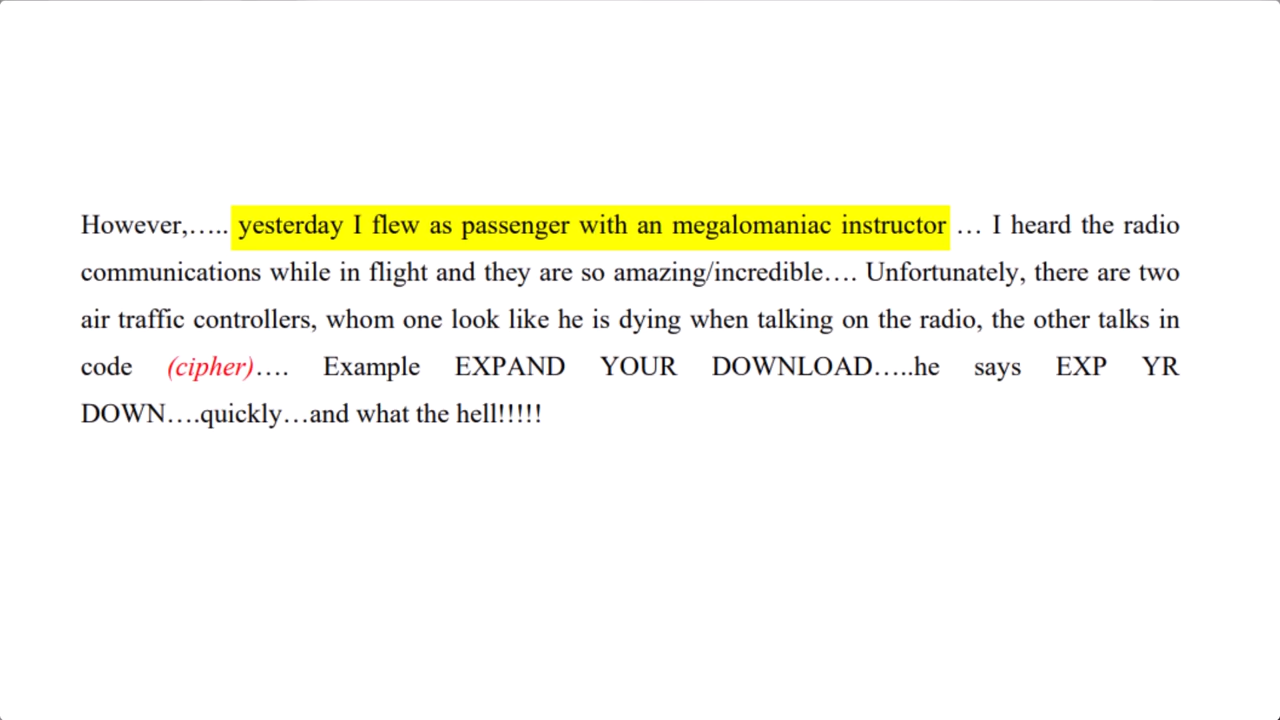 However,….. yesterday I flew as passenger with an megalomaniac instructor … I heard the radio
communications while in flight and they are so amazing/incredible…. Unfortunately, there are two
air traffic controllers, whom one look like he is dying when talking on the radio, the other talks in
code (cipher)…. Example EXPAND YOUR DOWNLOAD…..he says EXP YR
DOWN….quickly…and what the hell!!!!!